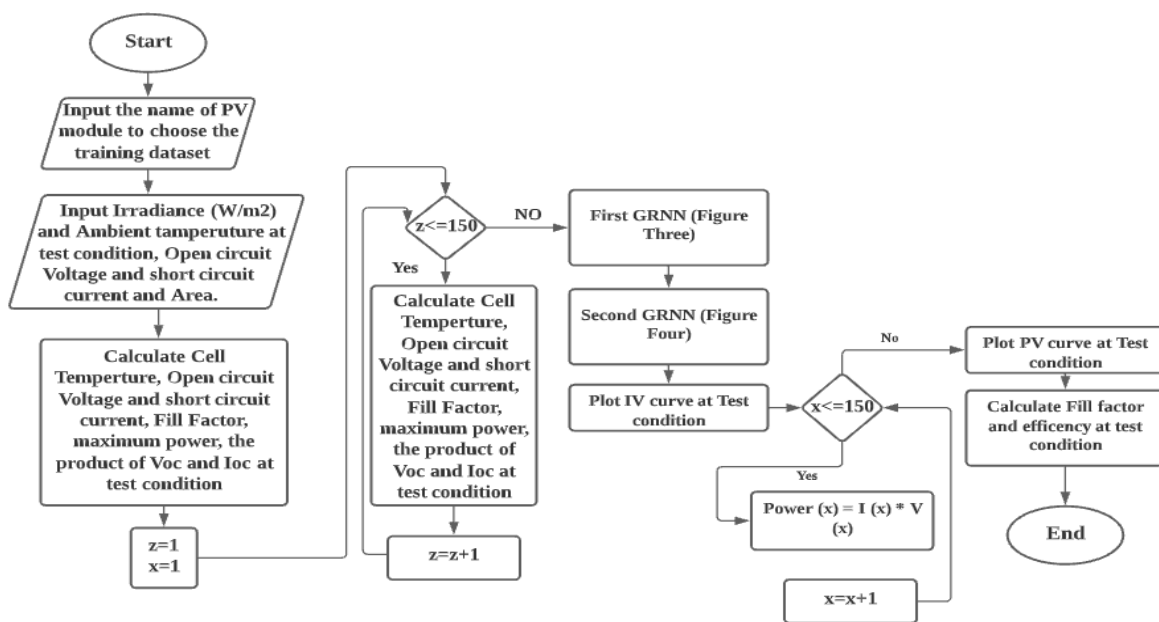 Start
Input the name of PV
module to choose the
training dataset
Input Irradiance (W/m2)
and Ambient tamperuture at
test condition, Open circuit
Voltage and short circuit
current and Area.
Calculate Cell
Temperture, Open circuit
Voltage and short circuit
current, Fill Factor,
maximum power, the
product of Voc and Ioc at
test condition
z=1
x=1
z<=150
NO
Yes
Calculate Cell
Temperture,
Open circuit
Voltage and short
circuit current,
Fill Factor,
maximum power,
the product of
Voc and Ioc at
test condition
z=z+1
First GRNN (Figure
Three)
Second GRNN (Figure
Four)
Plot IV curve at Test
condition
x<=150
No
Yes
Power (x) = I (x) * V
(x)
x=x+1
Plot PV curve at Test
condition
Calculate Fill factor
and efficency at test
condition
End